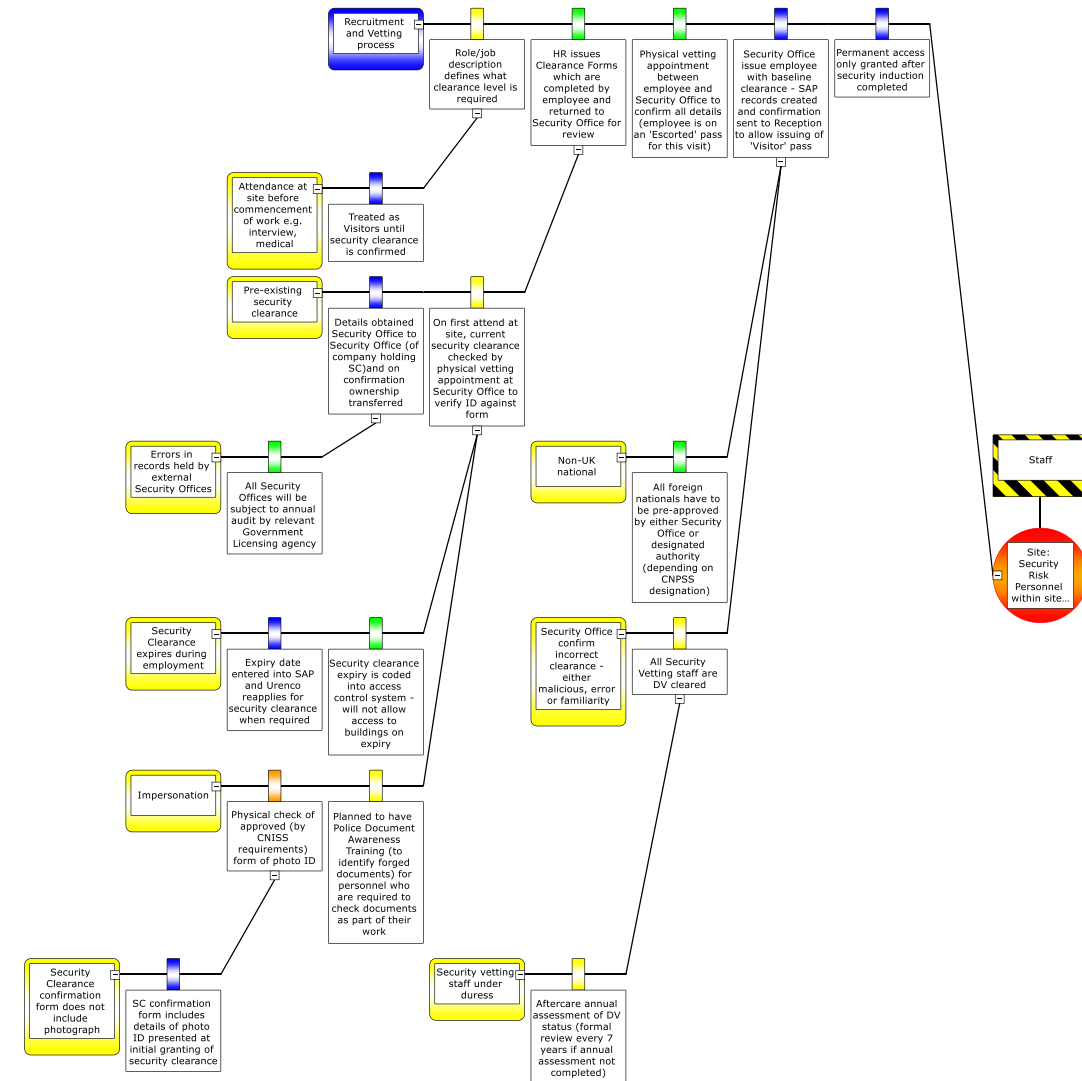 Recruitment
and Vetting
process
Role/job
description
defines what
clearance level is
required
HR issues
Clearance Forms
which are
completed by
employee and
returned to
Security Office for
review
Physical vetting
appointment
between
employee and
Security Office to
confirm all details
(employee is on
an 'Escorted' pass
for this visit)
Security Office
issue employee
with baseline
clearance - SAP
records created
and confirmation
sent to Reception
to allow issuing of
'Visitor' pass
Permanent access
only granted after
security induction
completed
Attendance at
site before
commencement
of work e.g.
interview,
medical
Treated as
Visitors until
security clearance
is confirmed
Pre-existing
security
clearance
Details obtained
Security Office to
Security Office (of
company holding
SC)and on
confirmation
ownership
transferred
On first attend at
site, current
security clearance
checked by
physical vetting
appointment at
Security Office to
verify ID against
form
Errors in
records held by
external
Security Offices
All Security
Offices will be
subject to annual
audit by relevant
Government
Licensing agency
Non-UK
national
All foreign
nationals have to
be pre-approved
by either Security
Office or
designated
authority
(depending on
CNPSS
designation)
Staff
Site:
Security
Risk
Personnel
within site...
Security
Clearance
expires during
employment
Expiry date
entered into SAP
and Urenco
reapplies for
security clearance
when required
Security clearance
expiry is coded
into access
control system -
will not allow
access to
buildings on
expiry
Security Office
confirm
incorrect
clearance -
either
malicious, error
or familiarity
All Security
Vetting staff are
DV cleared
Impersonation
Physical check of
approved (by
CNISS
requirements)
form of photo ID
Planned to have
Police Document
Awareness
Training (to
identify forged
documents) for
personnel who
are required to
check documents
as part of their
work
Security
Clearance
confirmation
form does not
include
photograph
SC confirmation
form includes
details of photo
ID presented at
initial granting of
security clearance
Security vetting
staff under
duress
Aftercare annual
assessment of DV
status (formal
review every 7
years if annual
assessment not
completed)